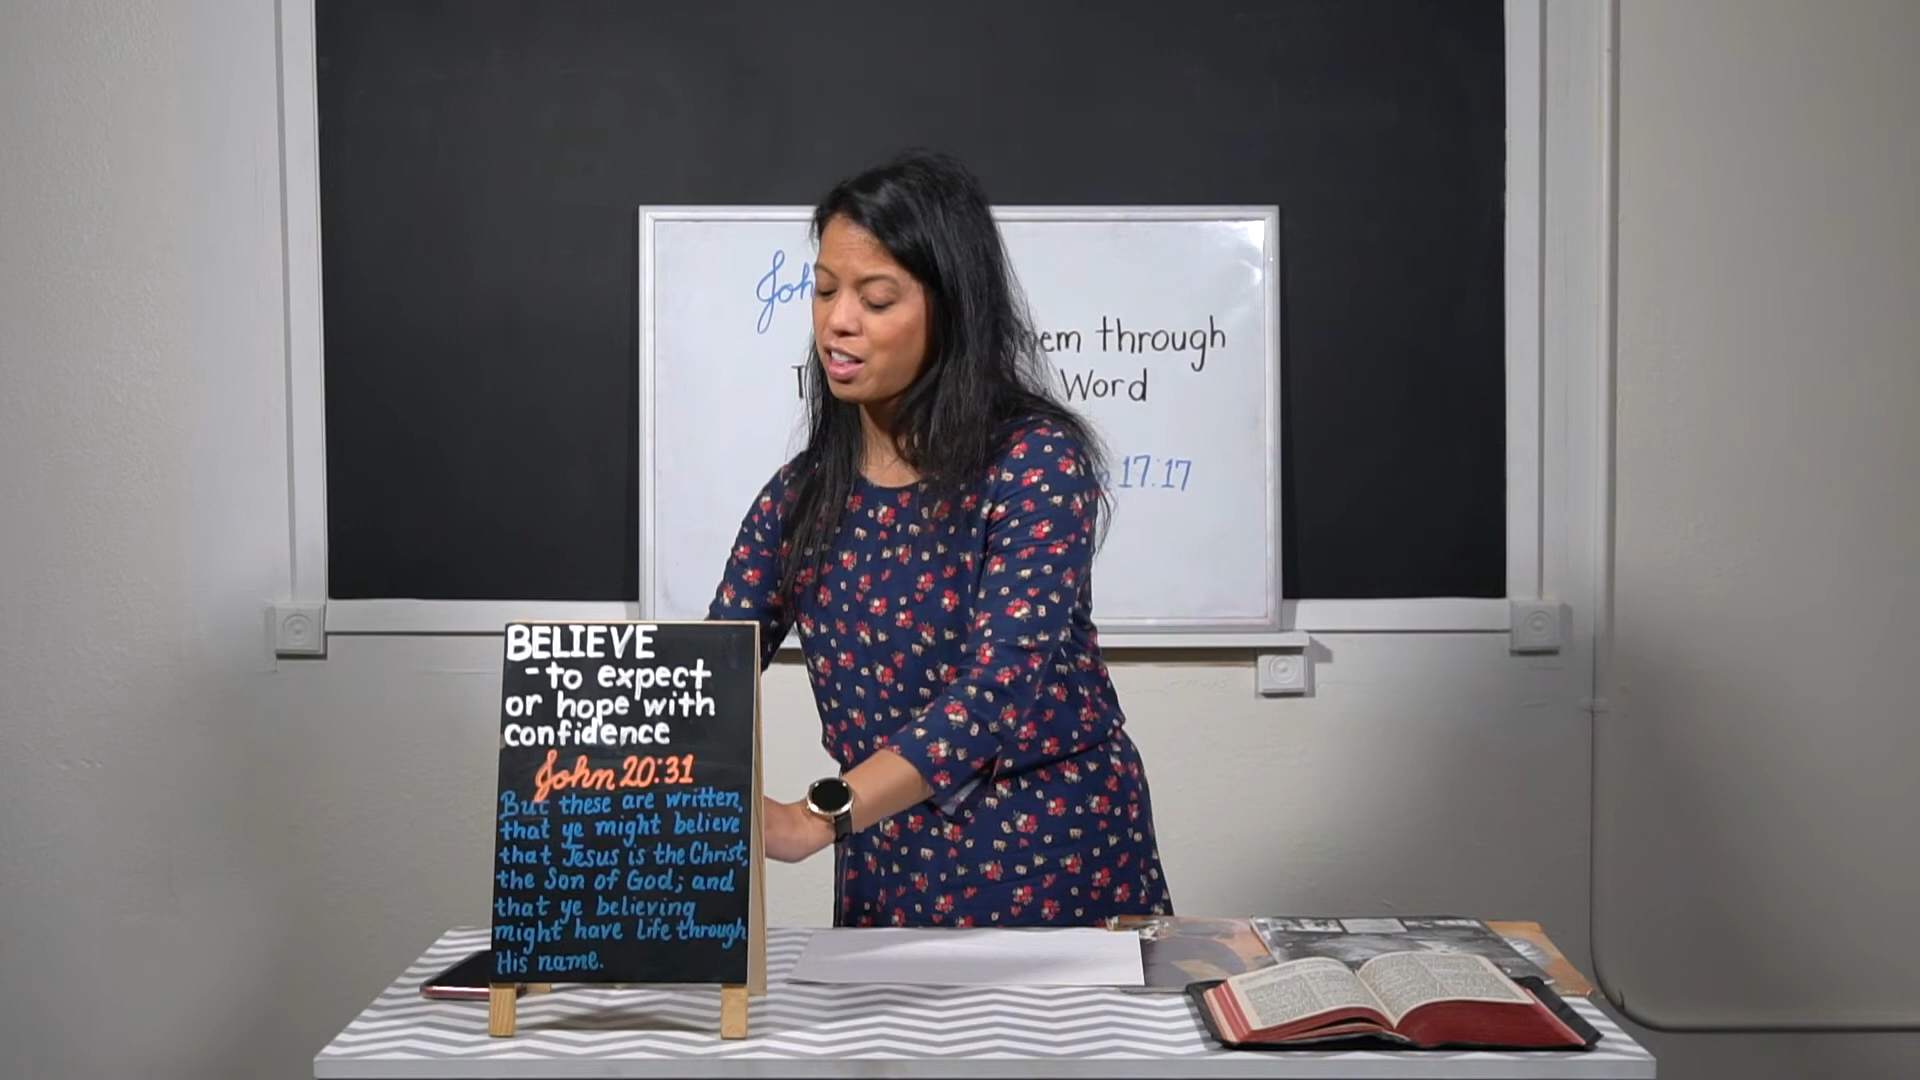 Joh
em through
T Word
17:17
BELIEVE
-to expect
or hope with
confidence
John 20:31
But these are written,
that ye might believe
that Jesus is the Christ,
the Son of God; and
that ye believing
might have life through
His name.